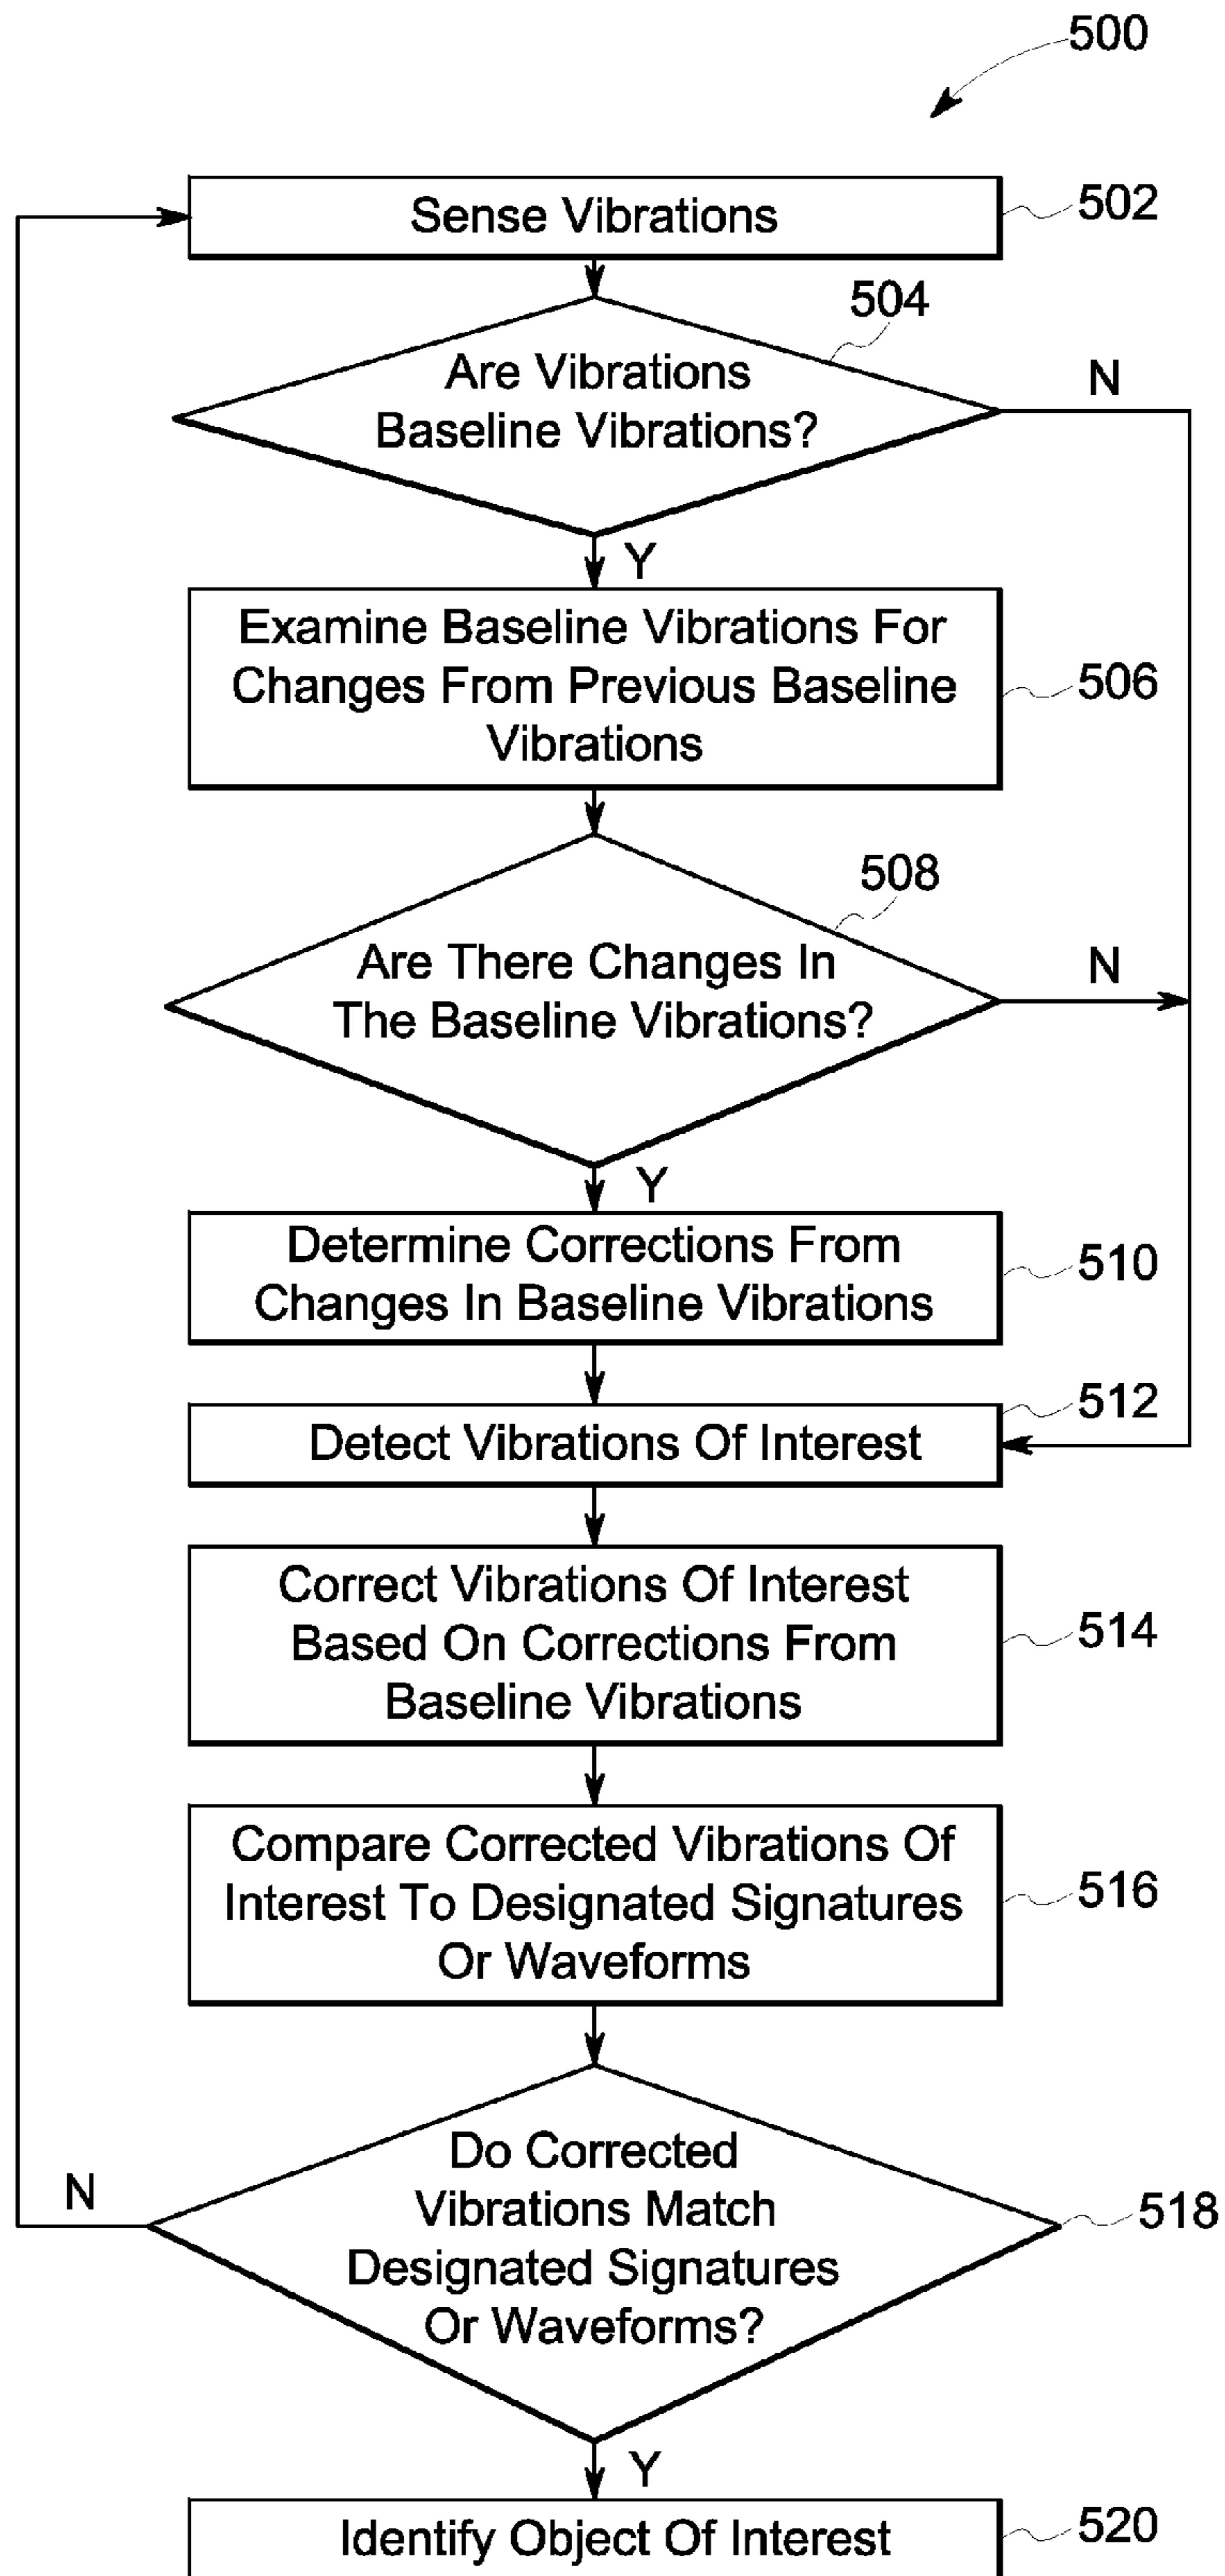 500
Sense Vibrations
502
504
Are Vibrations
Baseline Vibrations?
N
Y
Examine Baseline Vibrations For
Changes From Previous Baseline
Vibrations
506
508
Are There Changes In
The Baseline Vibrations?
N
Y
Determine Corrections From
Changes In Baseline Vibrations
510
512
Detect Vibrations Of Interest
Correct Vibrations Of Interest
Based On Corrections From
Baseline Vibrations
514
Compare Corrected Vibrations Of
Interest To Designated Signatures
Or Waveforms
516
Do Corrected
Vibrations Match
Designated Signatures
Or Waveforms?
N
518
Y
Identify Object Of Interest
520